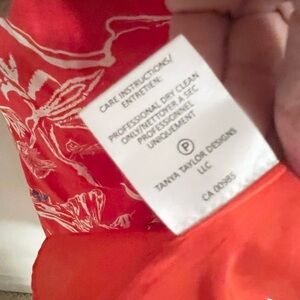 CARE INSTRUCTIONS/
ENTRETIEN:
PROFESSIONAL DRY CLEAN
ONLY/NETTOYER A SEC
PROFESSIONNEL
UNIQUEMENT
P
TANYA TAYLOR DESIGNS
LLC
CA 00985